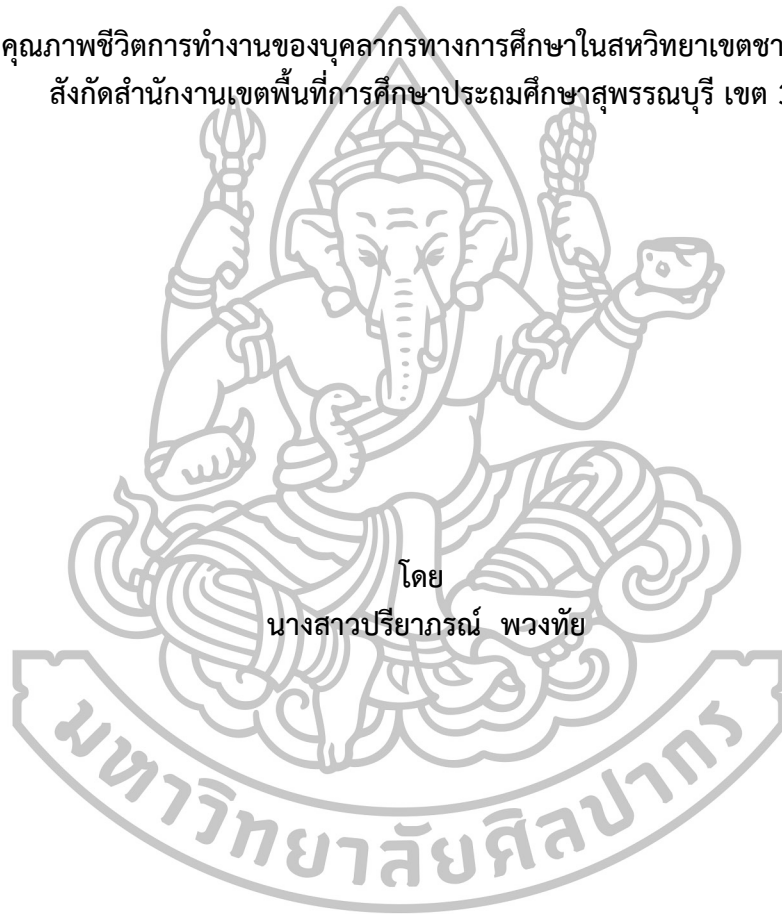 คุณภาพชีวิตการทำงานของบุคลากรทางการศึกษาในสหวิทยาเขต
สังกัดสำนักงานเขตพื้นที่การศึกษาประถมศึกษาสุพรรณบุรี เขต
โดย
นางสาวปรียาภรณ์ พวงทัย
มหาวิทยาลัยศิลปากร